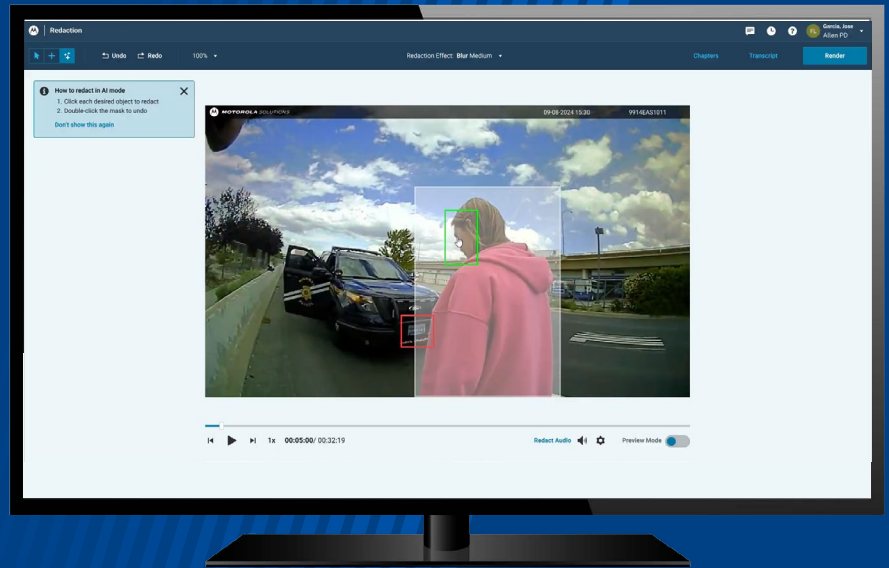 Redaction
Garcia, Jose
Allen PD
Undo
Redo
100%
Redaction Effect: Blur Medium
Chapters
Transcript
Render
How to redact in AI mode
1. Click each desired object to redact
2. Double-click the mask to undo
Don't show this again
MOTOROLA SOLUTIONS
09-08-2024 15:30
9914EAS1011
1x
00:05:00/ 00:32:19
Redact Audio
Preview Mode